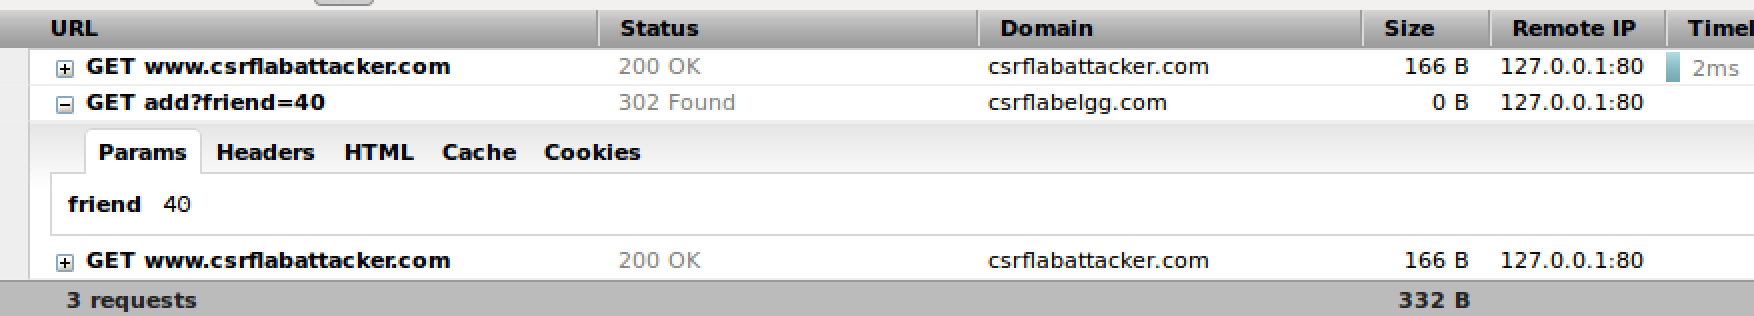 URL Status Domain Size Remote IP
GET www.csrflabattacker.com 200 OK csrflabattacker.com 166 B 127.0.0.1:80 2ms
GET add?friend=40 302 Found csrflabelgg.com 0 B 127.0.0.1:80
Params Headers HTML Cache Cookies
friend 40
GET www.csrflabattacker.com 200 OK csrflabattacker.com 166 B 127.0.0.1:80
3 requests 332 B